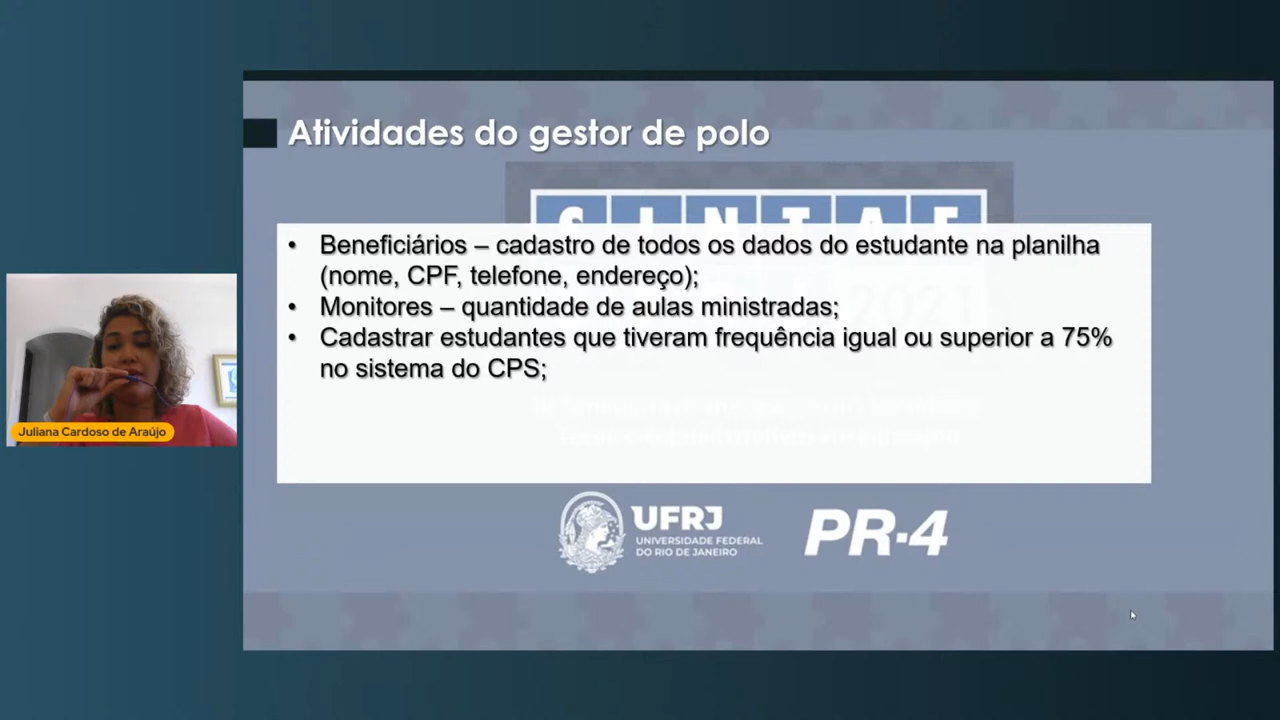 Atividades do gestor de polo
SINTAE
2021
• Beneficiários – cadastro de todos os dados do estudante na planilha
(nome, CPF, telefone, endereço);
• Monitores – quantidade de aulas ministradas;
• Cadastrar estudantes que tiveram frequência igual ou superior a 75%
no sistema do CPS;
Juliana Cardoso de Araújo
UFRJ
UNIVERSIDADE FEDERAL
DO RIO DE JANEIRO
PR-4